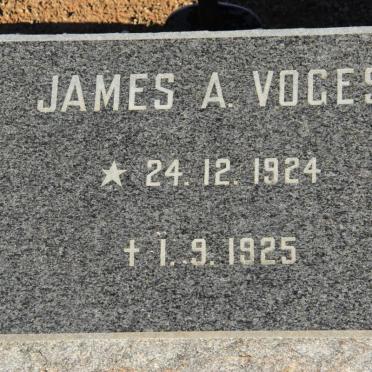 JAMES A. VOGES
★ 24. 12. 1924
✝ 1. 9. 1925